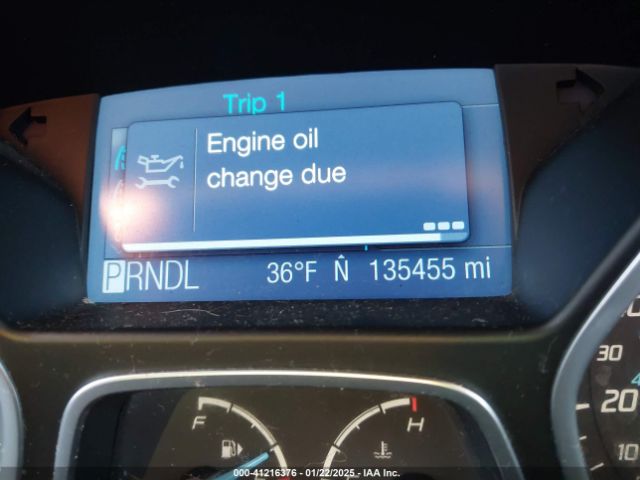 Trip 1
Engine oil
change due
PRNDL 36°F N̂ 135455 mi
F H
30
20
10
000-41216376 - 01/22/2025 - IAA Inc.